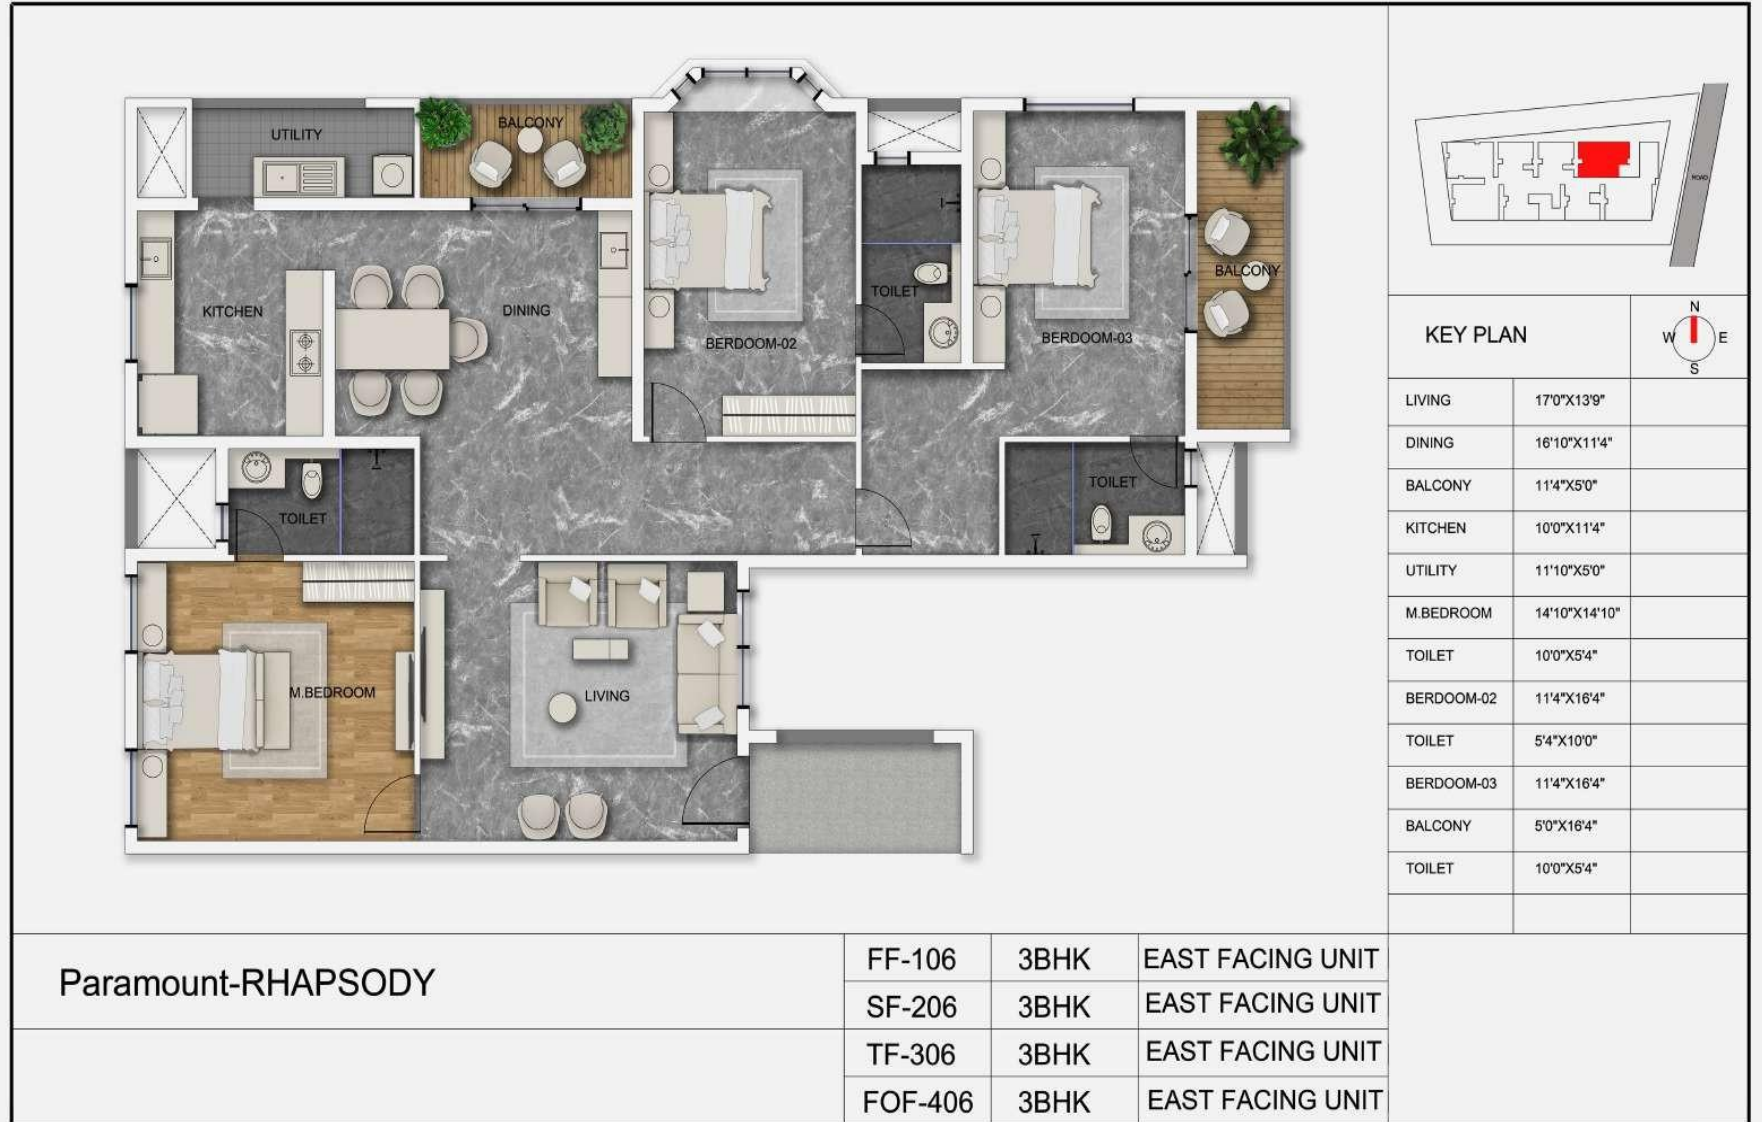 UTILITY
BALCONY
KITCHEN
DINING
BERDOOM-02
TOILET
BERDOOM-03
BALCONY
TOILET
TOILET
M.BEDROOM
LIVING
ROAD
KEY PLAN
N
W E
S
LIVING 17'0"X13'9"
DINING 16'10"X11'4"
BALCONY 11'4"X5'0"
KITCHEN 10'0"X11'4"
UTILITY 11'10"X5'0"
M.BEDROOM 14'10"X14'10"
TOILET 10'0"X5'4"
BERDOOM-02 11'4"X16'4"
TOILET 5'4"X10'0"
BERDOOM-03 11'4"X16'4"
BALCONY 5'0"X16'4"
TOILET 10'0"X5'4"
Paramount-RHAPSODY
FF-106 3BHK EAST FACING UNIT
SF-206 3BHK EAST FACING UNIT
TF-306 3BHK EAST FACING UNIT
FOF-406 3BHK EAST FACING UNIT